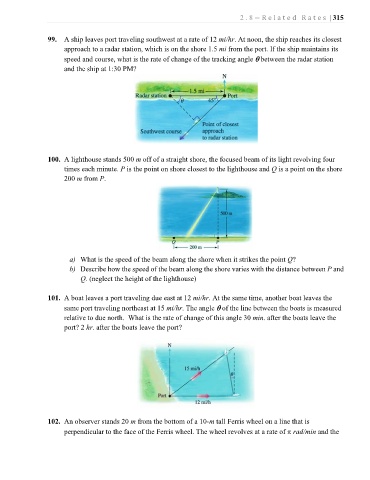 2.8 – Related Rates | 315
99. A ship leaves port traveling southwest at a rate of 12 mi/hr. At noon, the ship reaches its closest
approach to a radar station, which is on the shore 1.5 mi from the port. If the ship maintains its
speed and course, what is the rate of change of the tracking angle θ between the radar station
and the ship at 1:30 PM?
N
1.5 mi
Radar station
Port
θ
45°
Point of closest
Southwest course
approach
to radar station
100. A lighthouse stands 500 m off of a straight shore, the focused beam of its light revolving four
times each minute. P is the point on shore closest to the lighthouse and Q is a point on the shore
200 m from P.
500 m
Q
P
200 m
a) What is the speed of the beam along the shore when it strikes the point Q?
b) Describe how the speed of the beam along the shore varies with the distance between P and
Q. (neglect the height of the lighthouse)
101. A boat leaves a port traveling due east at 12 mi/hr. At the same time, another boat leaves the
same port traveling northeast at 15 mi/hr. The angle θ of the line between the boats is measured
relative to due north. What is the rate of change of this angle 30 min. after the boats leave the
port? 2 hr. after the boats leave the port?
N
15 mi/h
θ
Port
12 mi/h
102. An observer stands 20 m from the bottom of a 10-m tall Ferris wheel on a line that is
perpendicular to the face of the Ferris wheel. The wheel revolves at a rate of π rad/min and the